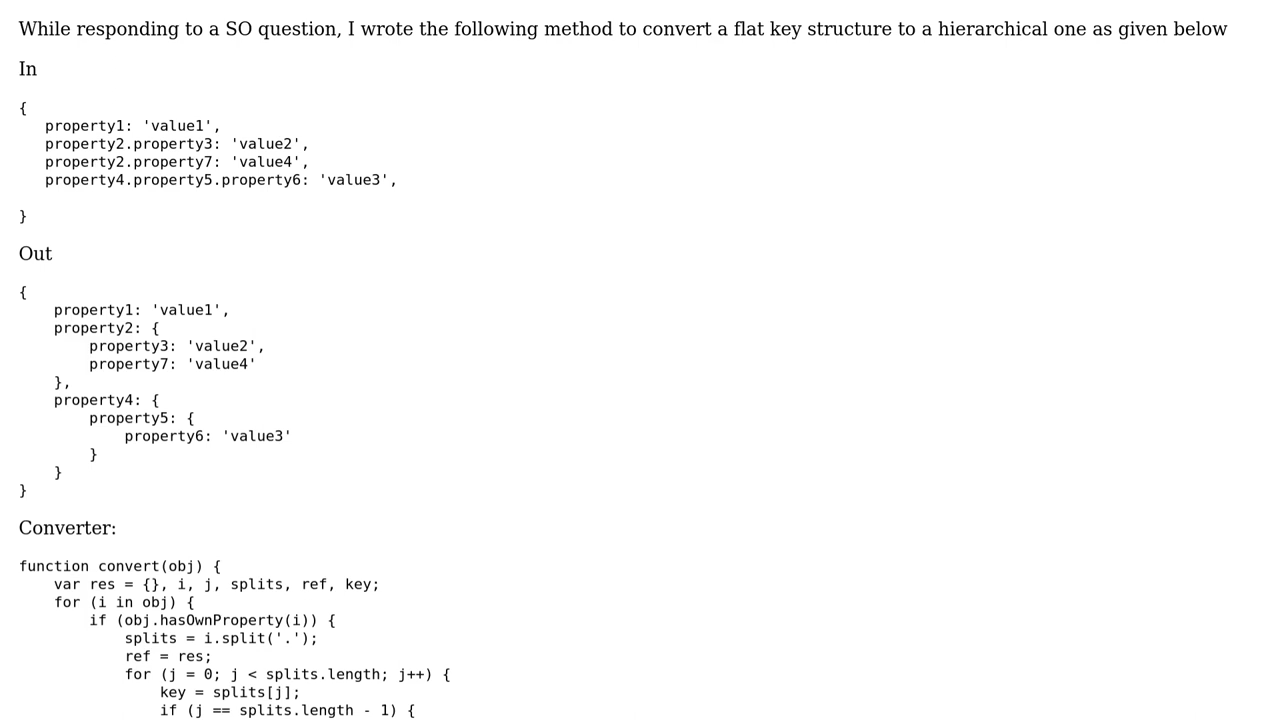 While responding to a SO question, I wrote the following method to convert a flat key structure to a hierarchical one as given below
In
{
   property1: 'value1',
   property2.property3: 'value2',
   property2.property7: 'value4',
   property4.property5.property6: 'value3',
}
Out
{
    property1: 'value1',
    property2: {
        property3: 'value2',
        property7: 'value4'
    },
    property4: {
        property5: {
            property6: 'value3'
        }
    }
}
Converter:
function convert(obj) {
    var res = {}, i, j, splits, ref, key;
    for (i in obj) {
        if (obj.hasOwnProperty(i)) {
            splits = i.split('.');
            ref = res;
            for (j = 0; j < splits.length; j++) {
                key = splits[j];
                if (j == splits.length - 1) {